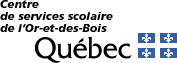 Centre
de services scolaire
de l'Or-et-des-Bois
Québec